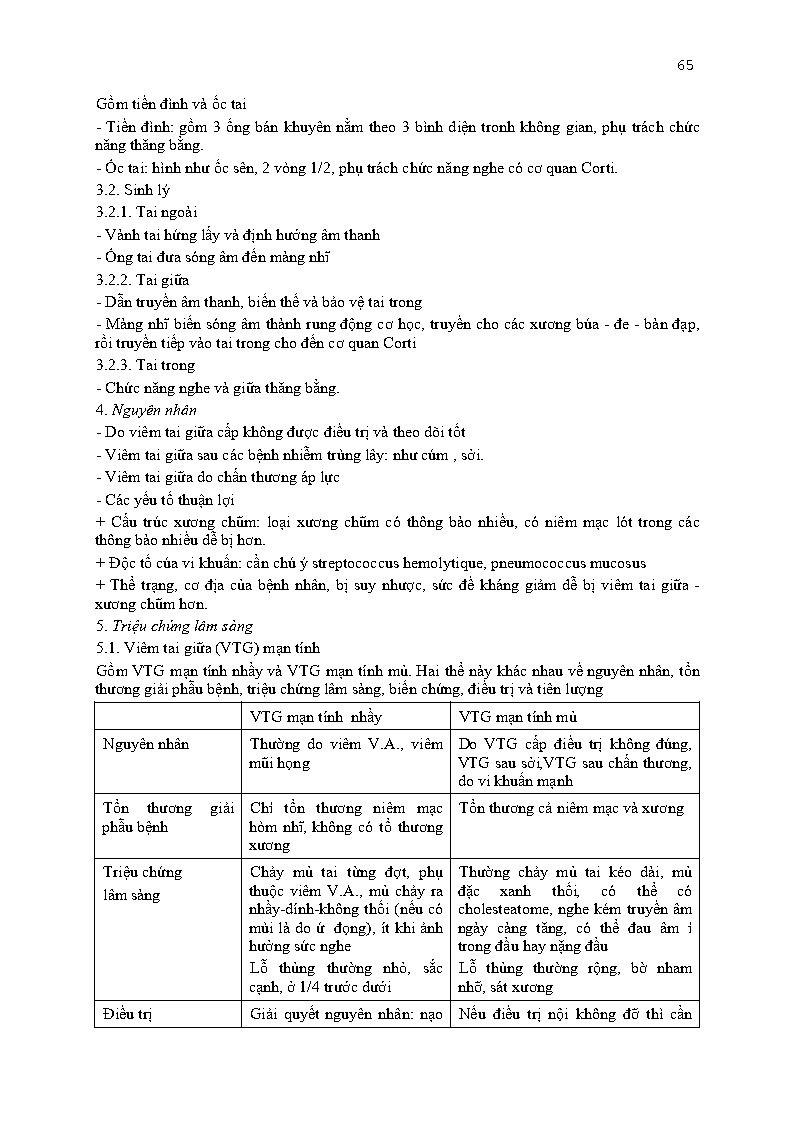 65
Gồm tiền đình và ốc tai
- Tiền đình: gồm 3 ống bán khuyên nằm theo 3 bình diện tronh không gian, phụ trách chức
năng thăng bằng.
- Ốc tai: hình như ốc sên, 2 vòng 1/2, phụ trách chức năng nghe có cơ quan Corti.
3.2. Sinh lý
3.2.1. Tai ngoài
- Vành tai hứng lấy và định hướng âm thanh
- Ống tai đưa sóng âm đến màng nhĩ
3.2.2. Tai giữa
- Dẫn truyền âm thanh, biến thế và bảo vệ tai trong
- Màng nhĩ biến sóng âm thành rung động cơ học, truyền cho các xương búa - đe - bàn đạp,
rồi truyền tiếp vào tai trong cho đến cơ quan Corti
3.2.3. Tai trong
- Chức năng nghe và giữa thăng bằng.
4. Nguyên nhân
- Do viêm tai giữa cấp không được điều trị và theo dõi tốt
- Viêm tai giữa sau các bệnh nhiễm trùng lây: như cúm , sởi.
- Viêm tai giữa do chấn thương áp lực
- Các yếu tố thuận lợi
+ Cấu trúc xương chũm: loại xương chũm có thông bào nhiều, có niêm mạc lót trong các
thông bào nhiều dễ bị hơn.
+ Độc tố của vi khuẩn: cần chú ý streptococcus hemolytique, pneumococcus mucosus
+ Thể trạng, cơ địa của bệnh nhân, bị suy nhược, sức đề kháng giảm dễ bị viêm tai giữa -
xương chũm hơn.
5. Triệu chứng lâm sàng
5.1. Viêm tai giữa (VTG) mạn tính
Gồm VTG mạn tính nhầy và VTG mạn tính mủ. Hai thể này khác nhau về nguyên nhân, tổn
thương giải phẫu bệnh, triệu chứng lâm sàng, biến chứng, điều trị và tiên lượng
VTG mạn tính nhầy
VTG mạn tính mủ
Nguyên nhân
Thường do viêm V.A., viêm
mũi họng
Do VTG cấp điều trị không đúng,
VTG sau sởi,VTG sau chấn thương,
do vi khuẩn mạnh
Tổn thương giải
phẫu bệnh
Chỉ tổn thương niêm mạc
hòm nhĩ, không có tổ thương
xương
Tổn thương cả niêm mạc và xương
Triệu chứng
lâm sàng
Chảy mủ tai từng đợt, phụ
thuộc viêm V.A., mủ chảy ra
nhầy-dính-không thối (nếu có
mùi là do ứ đọng), ít khi ảnh
hưởng sức nghe
Lỗ thủng thường nhỏ, sắc
cạnh, ở 1/4 trước dưới
Thường chảy mủ tai kéo dài, mủ
đặc xanh thối, có thể có
cholesteatome, nghe kém truyền âm
ngày càng tăng, có thể đau âm ỉ
trong đầu hay nặng đầu
Lỗ thủng thường rộng, bờ nham
nhỡ, sát xương
Điều trị
Giải quyết nguyên nhân: nạo
Nếu điều trị nội không đỡ thì cần